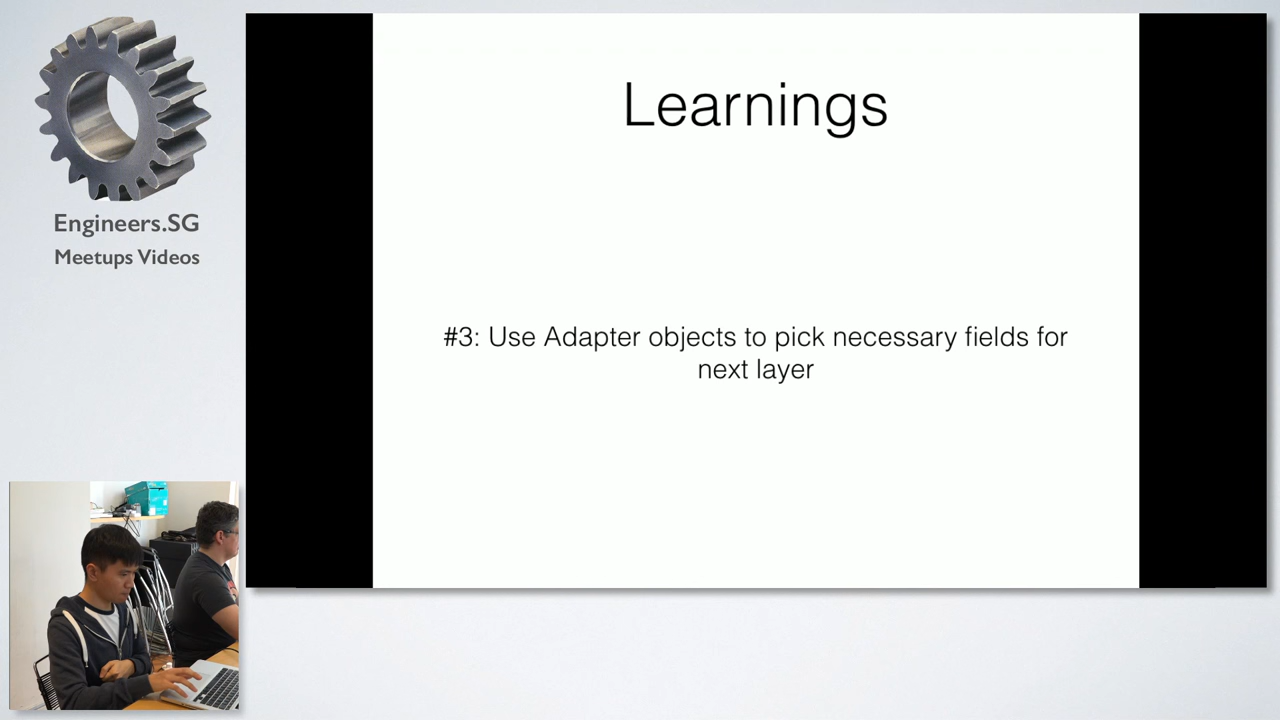 Engineers.SG
Meetups Videos
Learnings
#3: Use Adapter objects to pick necessary fields for
next layer